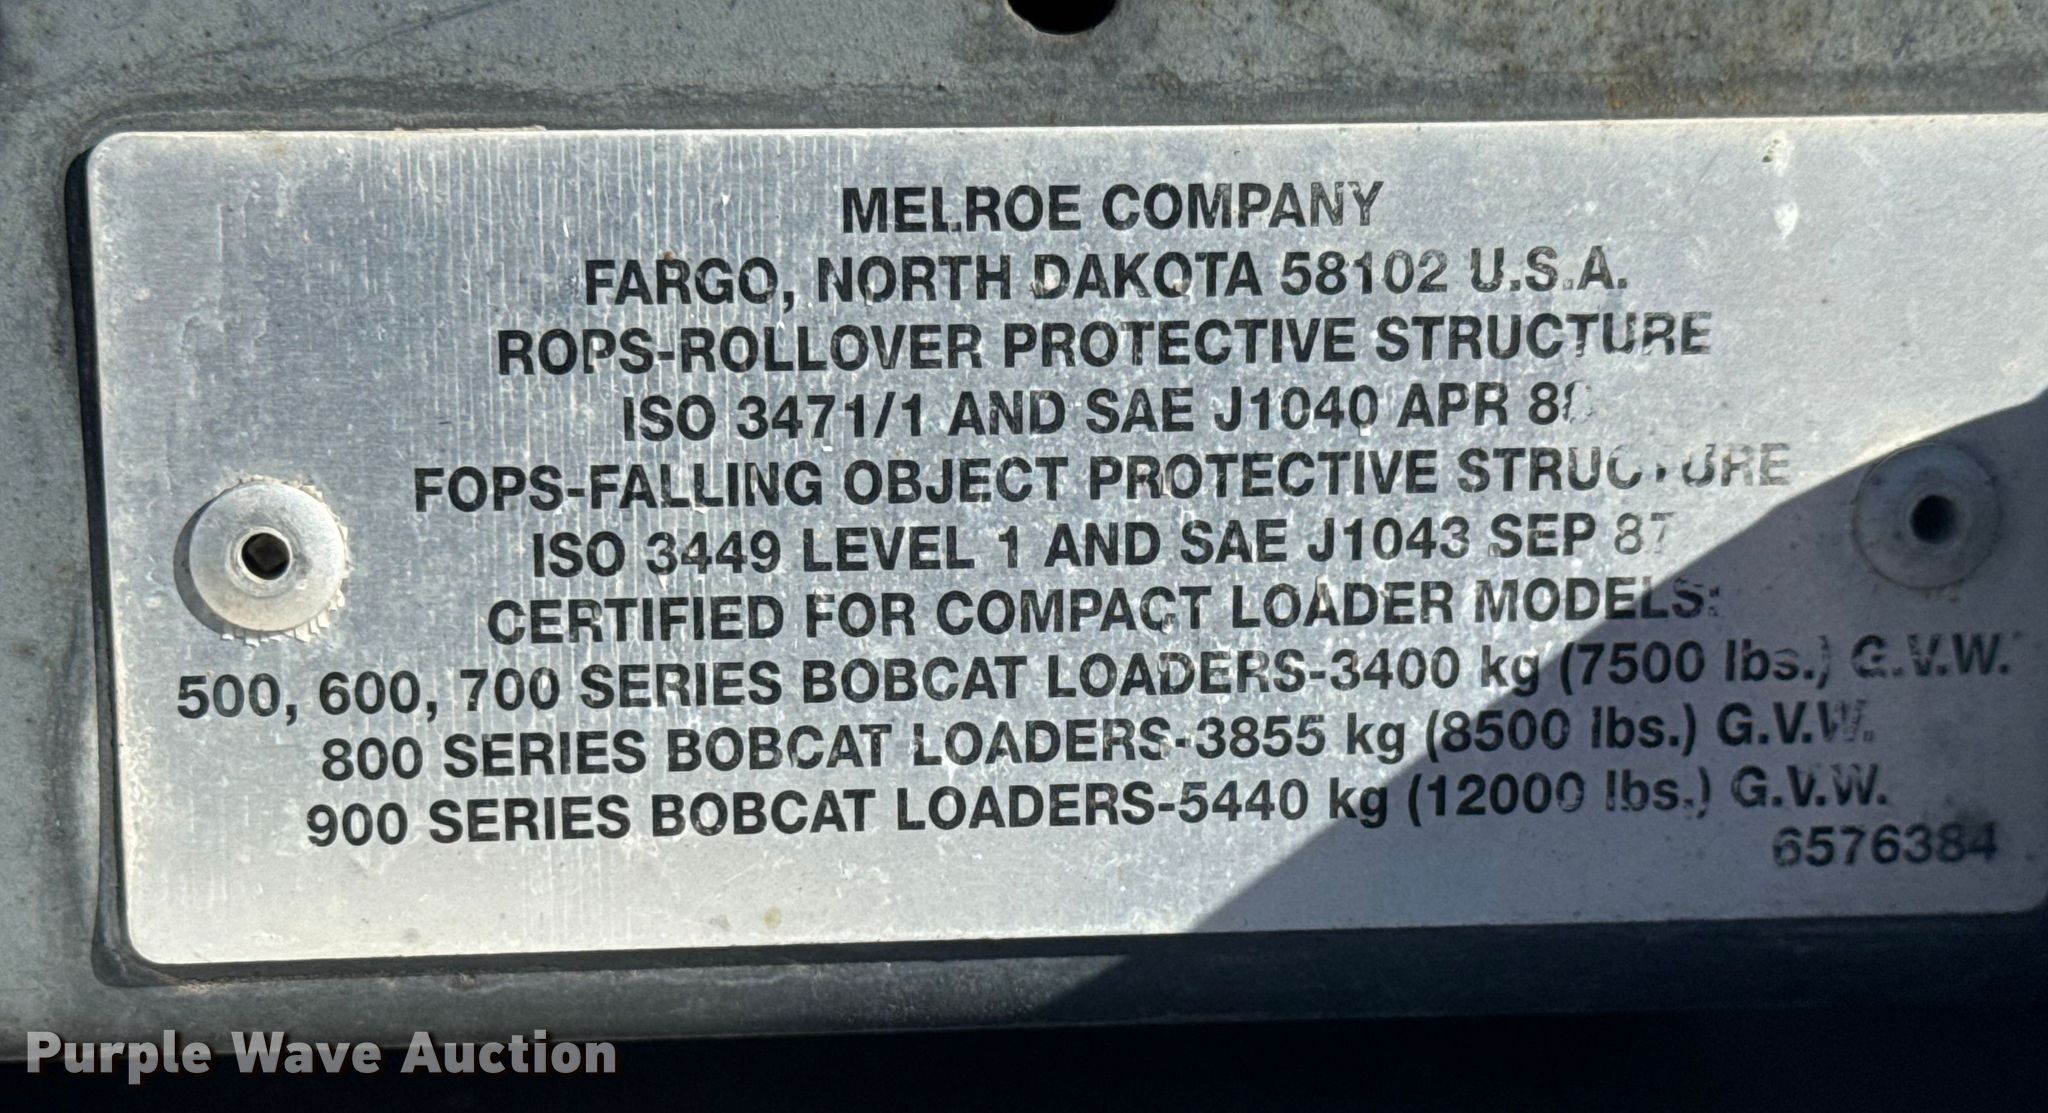 MELROE COMPANY
FARGO, NORTH DAKOTA 58102 U.S.A.
ROPS-ROLLOVER PROTECTIVE STRUCTURE
ISO 3471/1 AND SAE J1040 APR
FOPS-FALLING OBJECT PROTECTIVE STRUCTURE
ISO 3449 LEVEL 1 AND SAE J1043 SEP 87
CERTIFIED FOR COMPACT LOADER MODELS:
500, 600, 700 SERIES BOBCAT LOADERS-3400 kg (7500 lbs.) G.V.W.
800 SERIES BOBCAT LOADERS-3855 kg (8500 lbs.) G.V.W.
900 SERIES BOBCAT LOADERS-5440 kg (12000 lbs.) G.V.W.
6576384
Purple Wave Auction